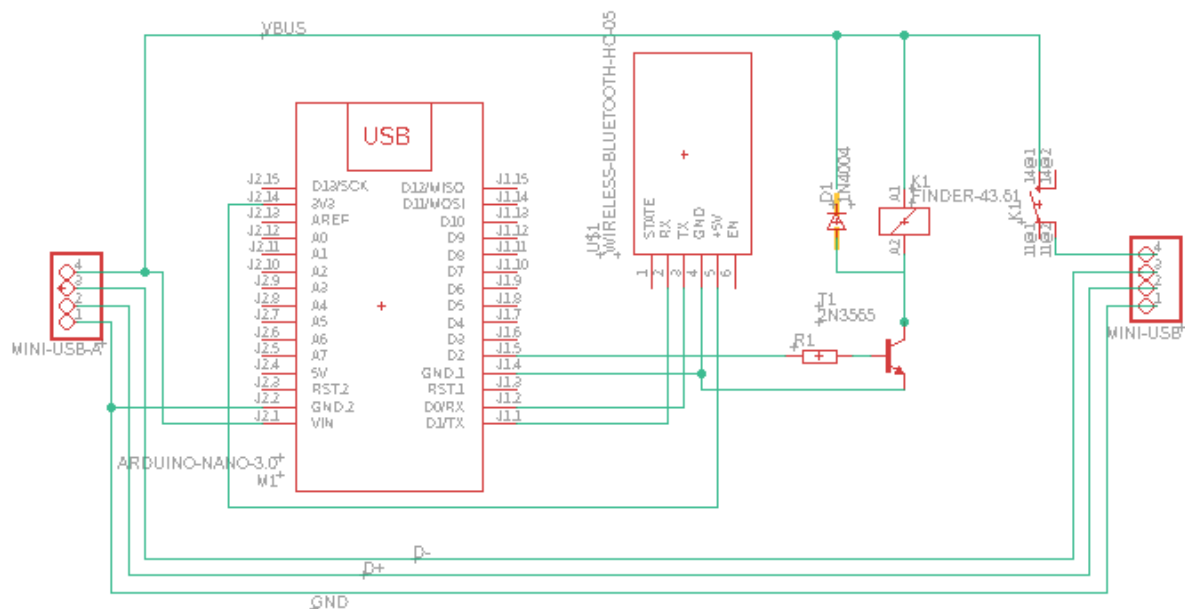 VBUS
WIRELESS-BLUETOOTH-HC-05
U$1
USB
J2.15
J2.14
J2.13
J2.12
J2.11
J2.10
J2.9
J2.8
J2.7
J2.6
J2.5
J2.4
J2.3
J2.2
J2.1
D13/SCK
3V3
AREF
A0
A1
A2
A3
A4
A5
A6
A7
5V
RST.2
GND.2
VIN
D12/MISO
D11/MOSI
D10
D9
D8
D7
D6
D5
D4
D3
D2
GND.1
RST.1
D0/RX
D1/TX
J1.15
J1.14
J1.13
J1.12
J1.11
J1.10
J1.9
J1.8
J1.7
J1.6
J1.5
J1.4
J1.3
J1.2
J1.1
ARDUINO-NANO-3.0
M1
STATE
RX
TX
GND
+5V
EN
1
2
3
4
5
6
D1
1N4004
A1
K1
FINDER-43.61
A2
14@1
14@2
K1
11@1
11@2
T1
2N3565
R1
4
3
2
1
MINI-USB-A
4
3
2
1
MINI-USB
D-
D+
GND